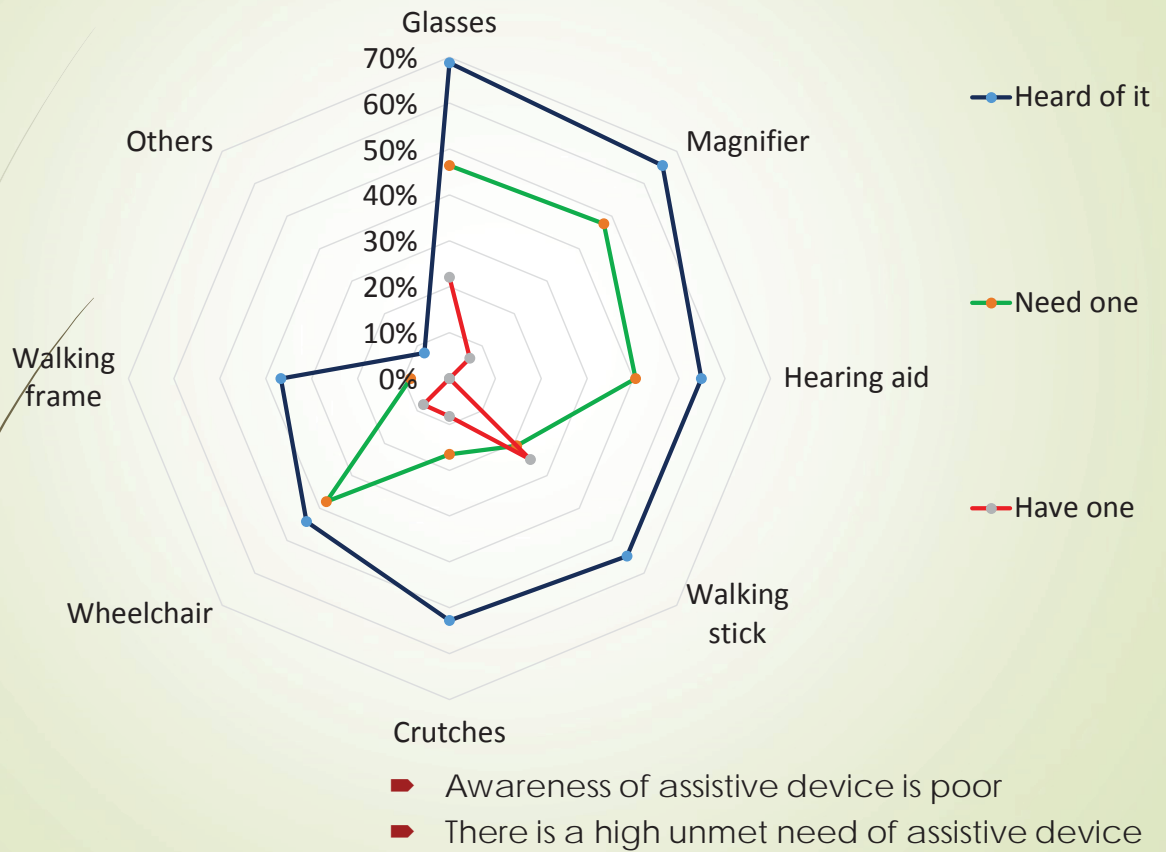 Glasses
70%
60%
50%
40%
30%
20%
10%
0%
Others
Magnifier
Walking
frame
Hearing aid
Wheelchair
Walking
stick
Crutches
Heard of it
Need one
Have one
Awareness of assistive device is poor
There is a high unmet need of assistive device